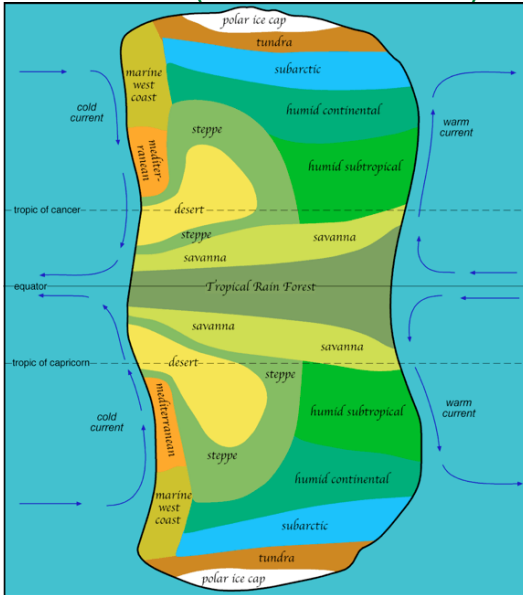 polar ice cap
tundra
subarctic
marine
west
coast
cold
current
humid continental
warm
current
steppe
mediter-
ranean
humid subtropical
tropic of cancer
desert
steppe
savanna
savanna
equator
Tropical Rain Forest
savanna
savanna
tropic of capricorn
desert
steppe
mediterranean
humid subtropical
cold
current
warm
current
steppe
humid continental
marine
west
coast
subarctic
tundra
polar ice cap